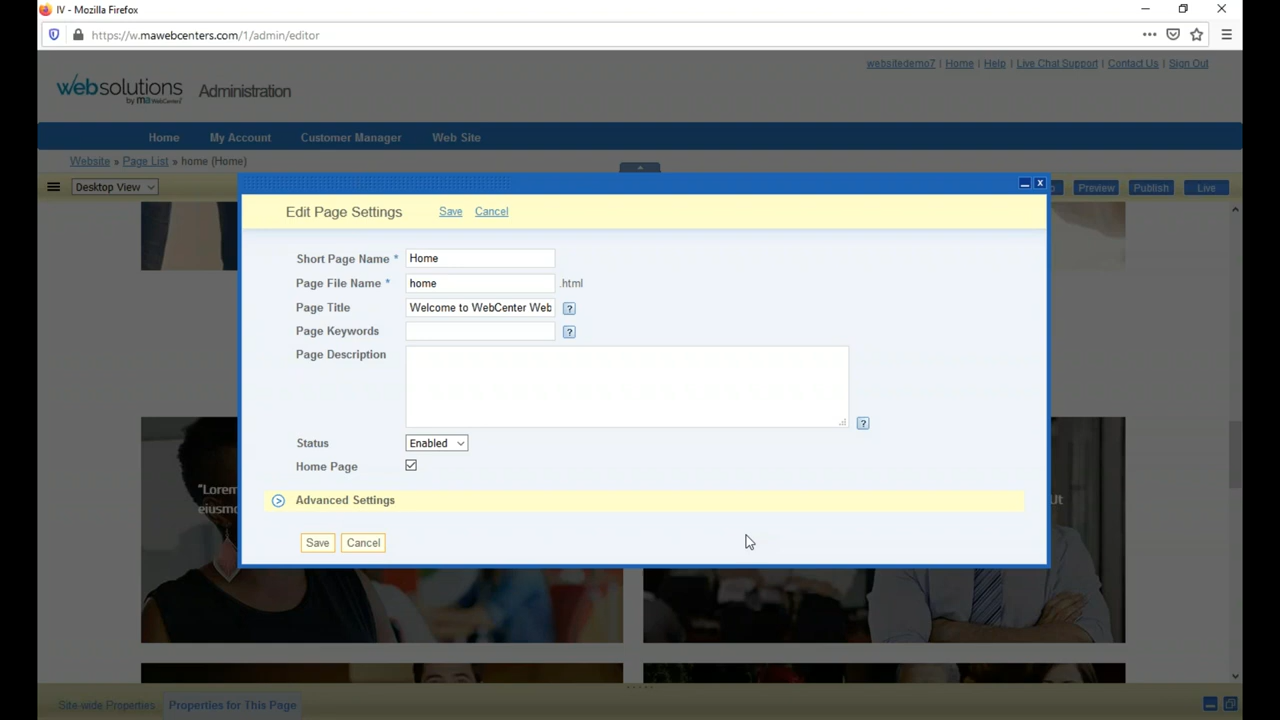 IV - Mozilla Firefox
https://w.mawebcenters.com/1/admin/editor
websitedemo7 | Home | Help | Live Chat Support | Contact Us | Sign Out
websolutions
by ma WebCenters
Administration
Home My Account Customer Manager Web Site
Website » Page List » home (Home)
Desktop View
Preview Publish Live
Edit Page Settings Save Cancel
Short Page Name * Home
Page File Name * home .html
Page Title Welcome to WebCenter Web ?
Page Keywords ?
Page Description
?
Status Enabled
Home Page
"Lorem
eiusmo
Ut
Advanced Settings
Save Cancel
Site-wide Properties Properties for This Page